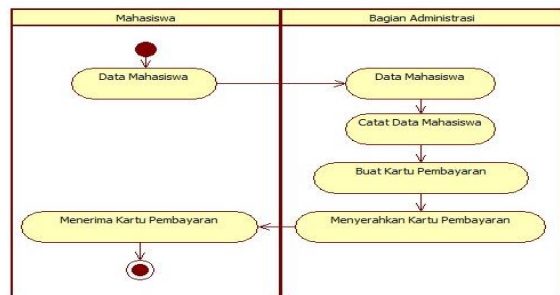 Mahasiswa
Bagian Administrasi
Data Mahasiswa
Data Mahasiswa
Catat Data Mahasiswa
Buat Kartu Pembayaran
Menyerahkan Kartu Pembayaran
Menerima Kartu Pembayaran